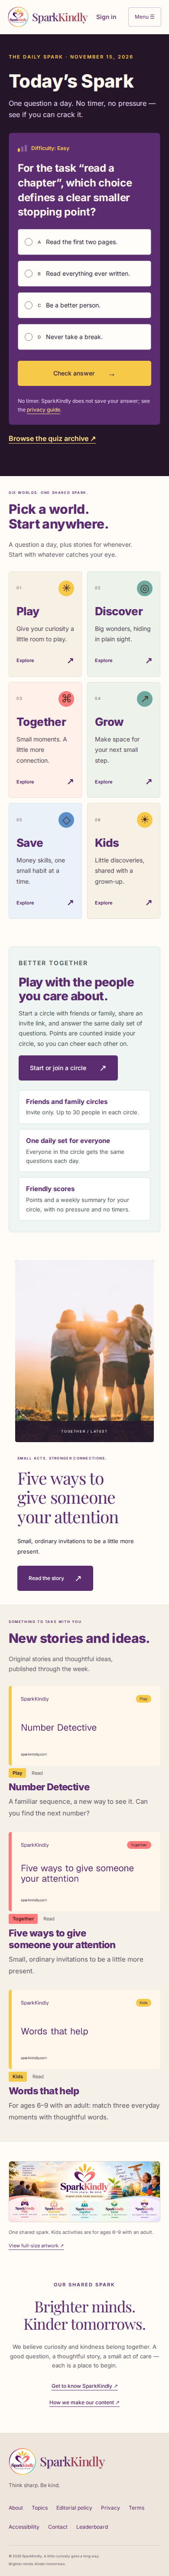 SparkKindly Sign in Menu ☰
THE DAILY SPARK · NOVEMBER 15, 2026
Today's Spark
One question a day. No timer, no pressure —
see if you can crack it.
Difficulty: Easy
For the task “read a
chapter”, which choice
defines a clear smaller
stopping point?
A Read the first two pages.
B Read everything ever written.
C Be a better person.
D Never take a break.
Check answer →
No timer. SparkKindly does not save your answer; see
the privacy guide.
Browse the quiz archive ↗
SIX WORLDS. ONE SHARED SPARK.
Pick a world.
Start anywhere.
A question a day, plus stories for whenever.
Start with whatever catches your eye.
01
Play
Give your curiosity a
little room to play.
Explore ↗
02
Discover
Big wonders, hiding
in plain sight.
Explore ↗
03
Together
Small moments. A
little more
connection.
Explore ↗
04
Grow
Make space for
your next small
step.
Explore ↗
05
Save
Money skills, one
small habit at a
time.
Explore ↗
06
Kids
Little discoveries,
shared with a
grown-up.
Explore ↗
BETTER TOGETHER
Play with the people
you care about.
Start a circle with friends or family, share an
invite link, and answer the same daily set of
questions. Points are counted only within your
circle, so you can cheer each other on.
Start or join a circle ↗
Friends and family circles
Invite only. Up to 30 people in each circle.
One daily set for everyone
Everyone in the circle gets the same
questions each day.
Friendly scores
Points and a weekly summary for your
circle, with no pressure and no timers.
TOGETHER / LATEST
SMALL ACTS. STRONGER CONNECTIONS.
Five ways to
give someone
your attention
Small, ordinary invitations to be a little more
present.
Read the story ↗
SOMETHING TO TAKE WITH YOU
New stories and ideas.
Original stories and thoughtful ideas,
published through the week.
SparkKindly Play
Number Detective
sparkkindly.com
Play Read
Number Detective
A familiar sequence, a new way to see it. Can
you find the next number?
SparkKindly Together
Five ways to give someone
your attention
sparkkindly.com
Together Read
Five ways to give
someone your attention
Small, ordinary invitations to be a little more
present.
SparkKindly Kids
Words that help
sparkkindly.com
Kids Read
Words that help
For ages 6–9 with an adult: match three everyday
moments with thoughtful words.
SparkKindly
One shared spark. Kids activities are for ages 6–9 with an adult.
View full-size artwork ↗
OUR SHARED SPARK
Brighter minds.
Kinder tomorrows.
We believe curiosity and kindness belong together. A
good question, a thoughtful story, a small act of care —
each is a place to begin.
Get to know SparkKindly ↗
How we make our content ↗
SparkKindly
Think sharp. Be kind.
About Topics Editorial policy Privacy Terms
Accessibility Contact Leaderboard
© 2026 SparkKindly. A little curiosity goes a long way.
Brighter minds. Kinder tomorrows.